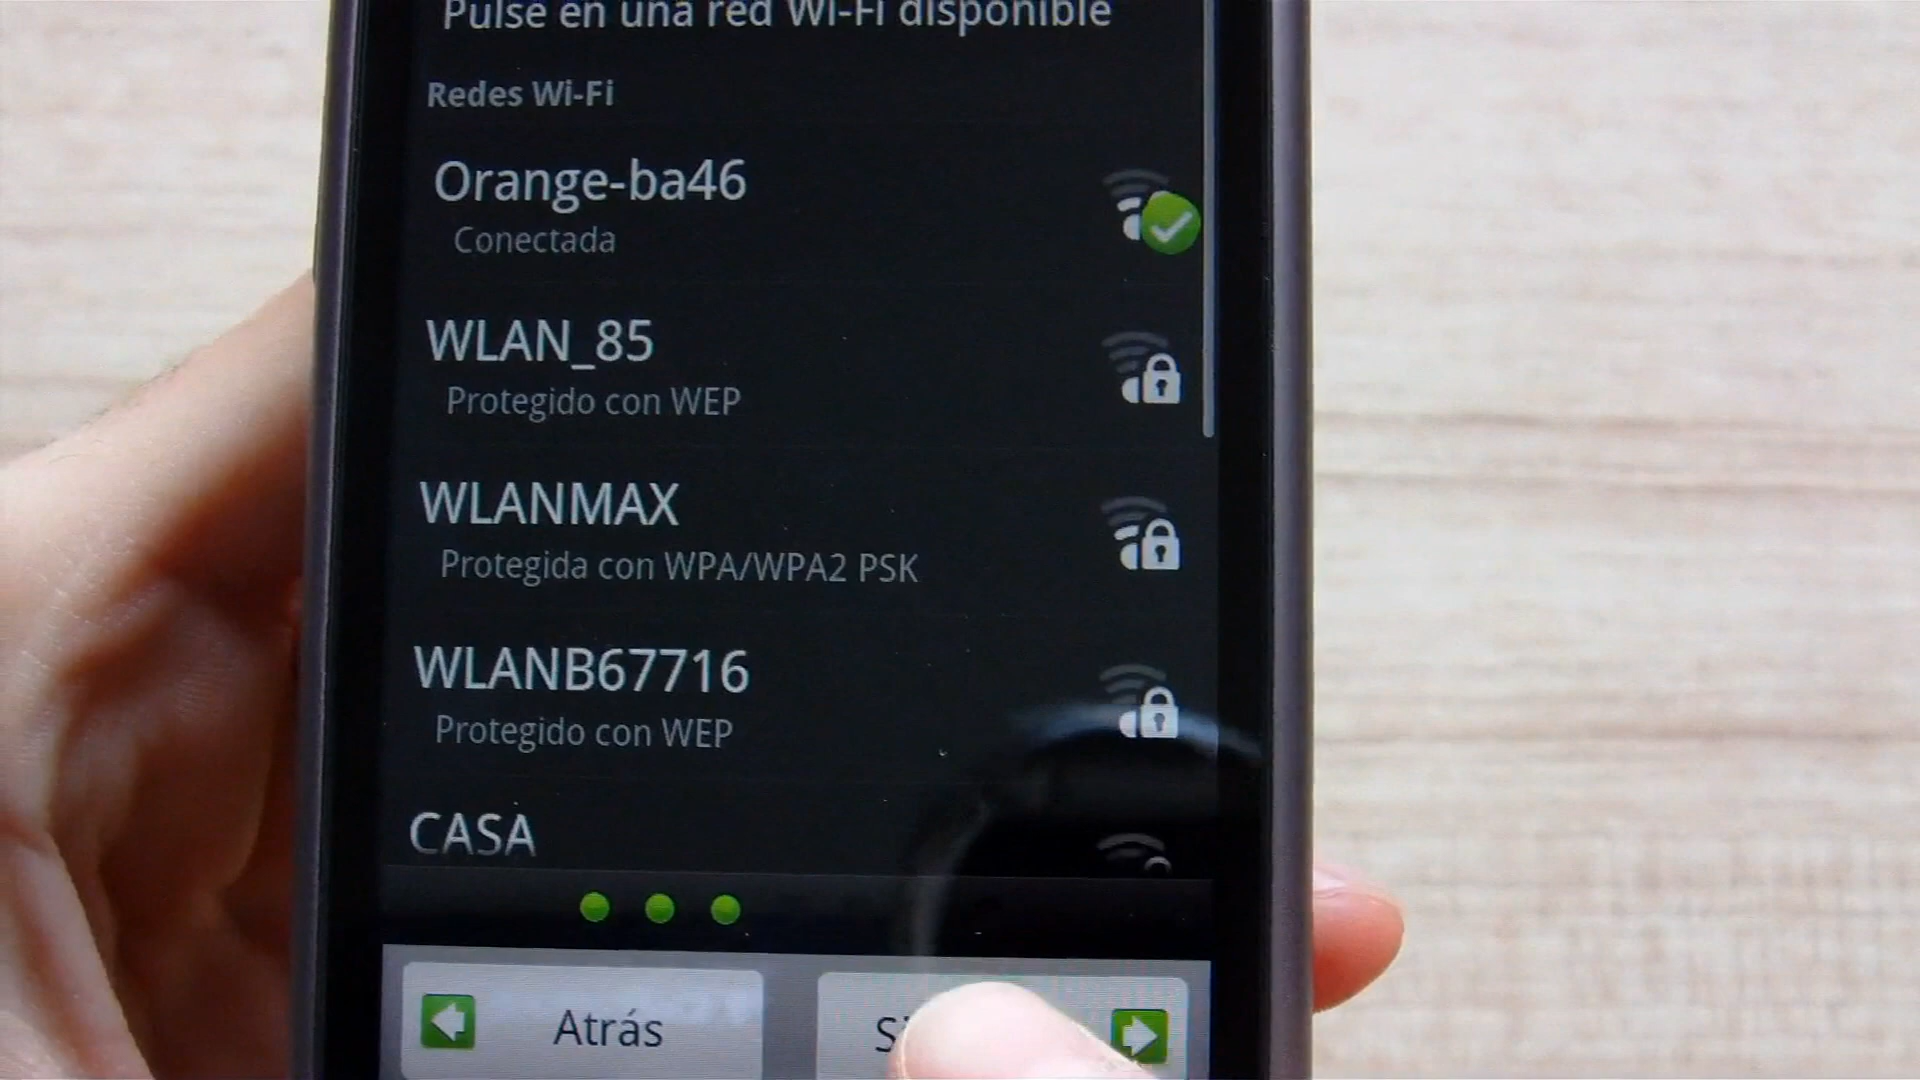 Pulse en una red Wi-Fi disponible
Redes Wi-Fi
Orange-ba46
Conectada
WLAN_85
Protegido con WEP
WLANMAX
Protegida con WPA/WPA2 PSK
WLANB67716
Protegido con WEP
CASA
Atrás